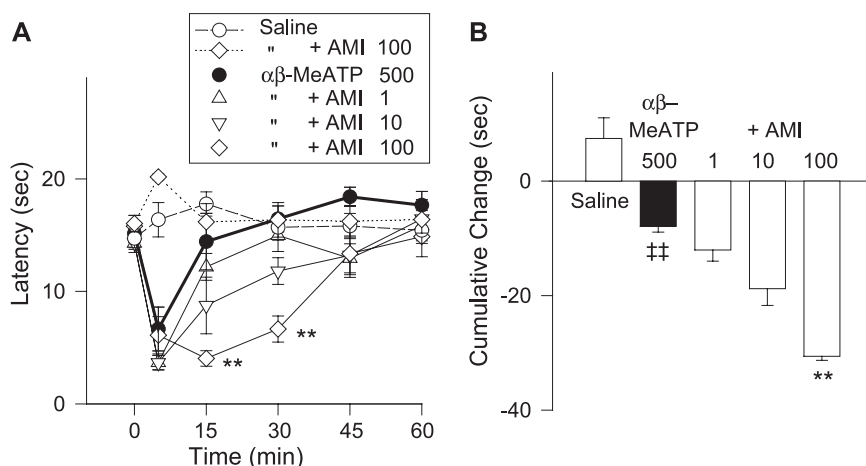 A
Saline
" + AMI 100
αβ-MeATP 500
" + AMI 1
" + AMI 10
" + AMI 100
Latency (sec)
20
10
0
**
**
0 15 30 45 60
Time (min)
B
Cumulative Change (sec)
0
-20
-40
αβ–
MeATP + AMI
500 1 10 100
Saline
‡‡
**